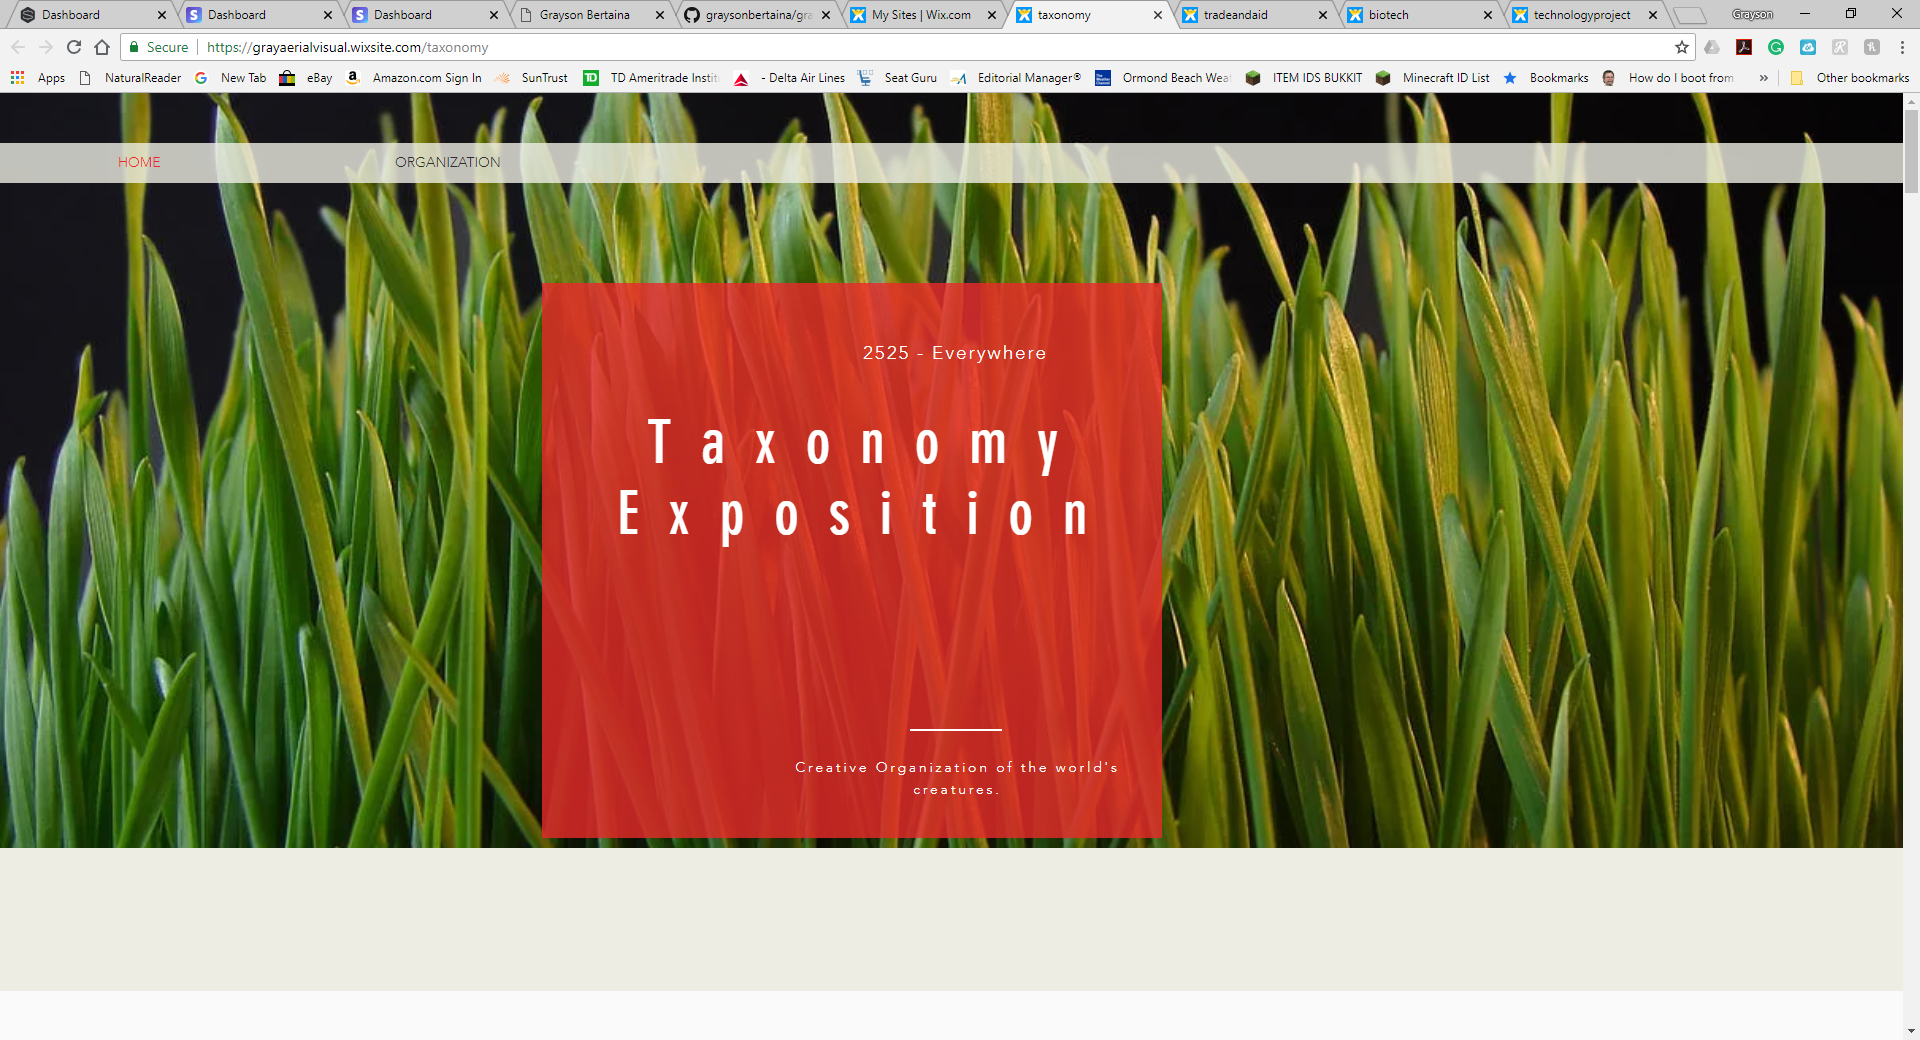 Dashboard
Dashboard
Dashboard
Grayson Bertaina
graysonbertaina/gra
My Sites | Wix.com
taxonomy
tradeandaid
biotech
technologyproject
Grayson
Secure
https://grayaerialvisual.wixsite.com/taxonomy
Apps
NaturalReader
New Tab
eBay
Amazon.com Sign In
SunTrust
TD Ameritrade Instit
- Delta Air Lines
Seat Guru
Editorial Manager®
Ormond Beach Wea
ITEM IDS BUKKIT
Minecraft ID List
Bookmarks
How do I boot from
»
Other bookmarks
HOME
ORGANIZATION
2525 - Everywhere
Taxonomy
Exposition
Creative Organization of the world's
creatures.